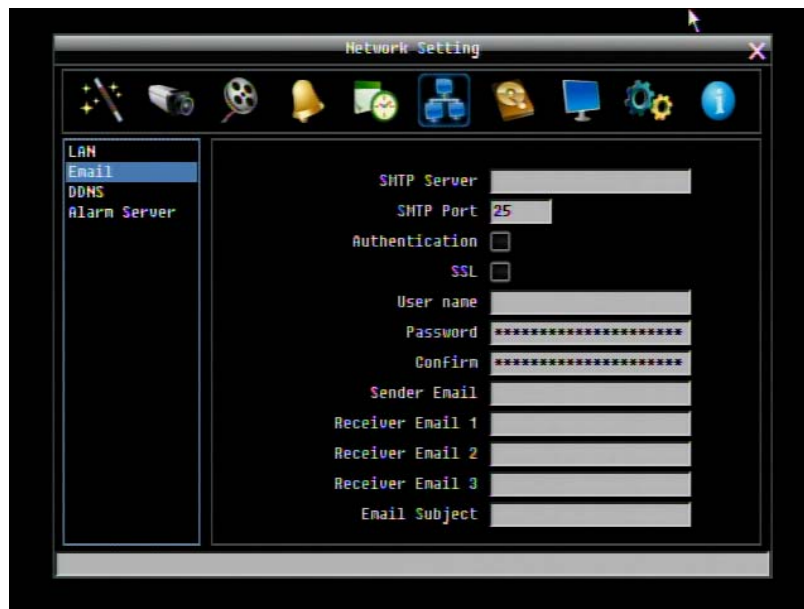 Network Setting
X
LAN
Email
DDNS
Alarm Server
SMTP Server
SMTP Port 25
Authentication
SSL
User name
Password **********************
Confirm **********************
Sender Email
Receiver Email 1
Receiver Email 2
Receiver Email 3
Email Subject